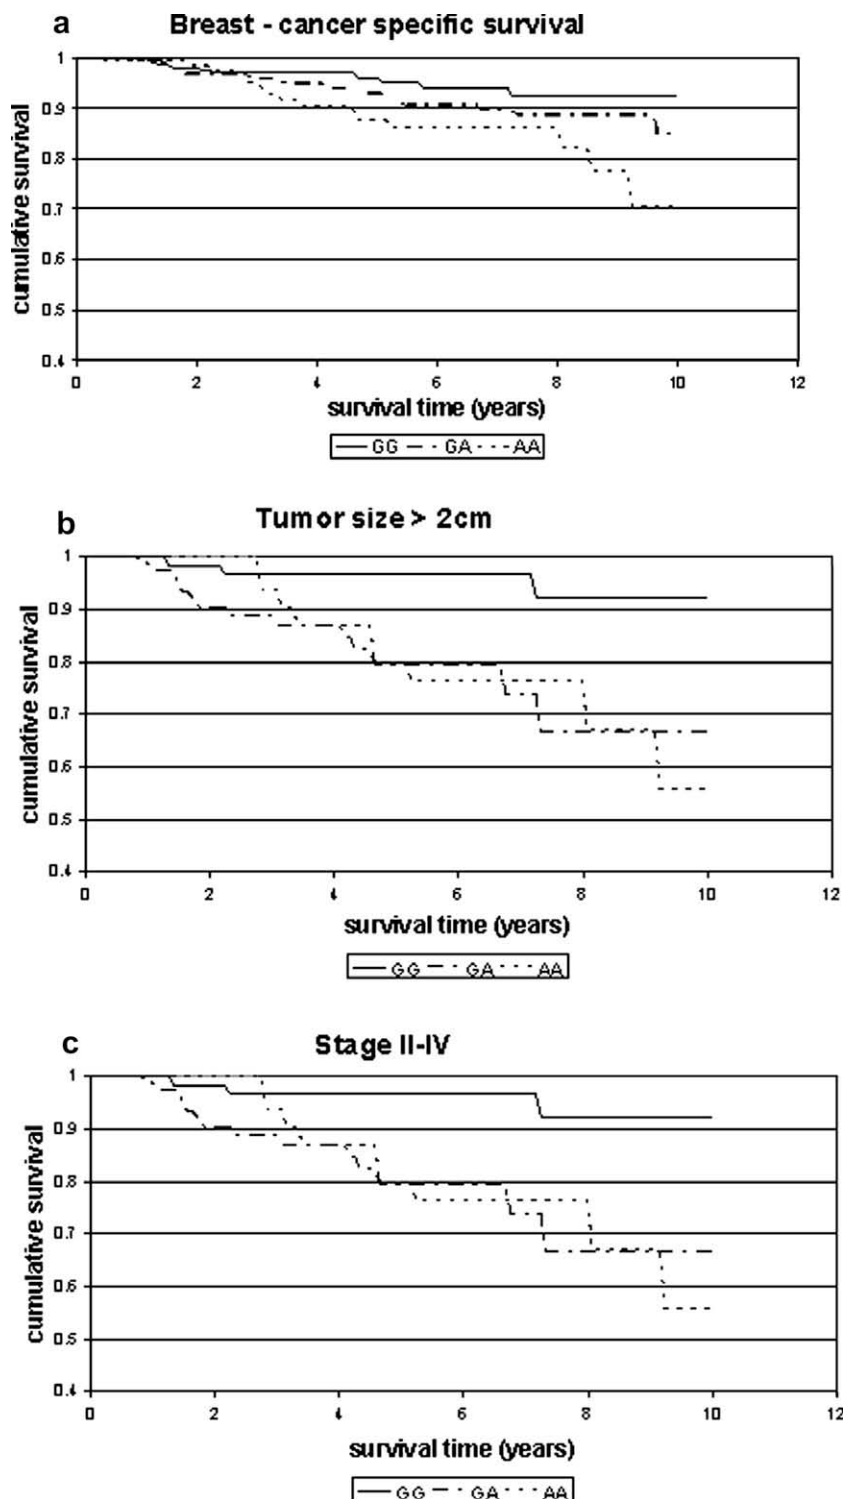 a Breast - cancer specific survival
cumulative survival
1
0.9
0.8
0.7
0.6
0.5
0.4
0 2 4 6 8 10 12
survival time (years)
GG GA AA
b Tumor size > 2cm
cumulative survival
1
0.9
0.8
0.7
0.6
0.5
0.4
0 2 4 6 8 10 12
survival time (years)
GG GA AA
c Stage II-IV
cumulative survival
1
0.9
0.8
0.7
0.6
0.5
0.4
0 2 4 6 8 10 12
survival time (years)
GG GA AA